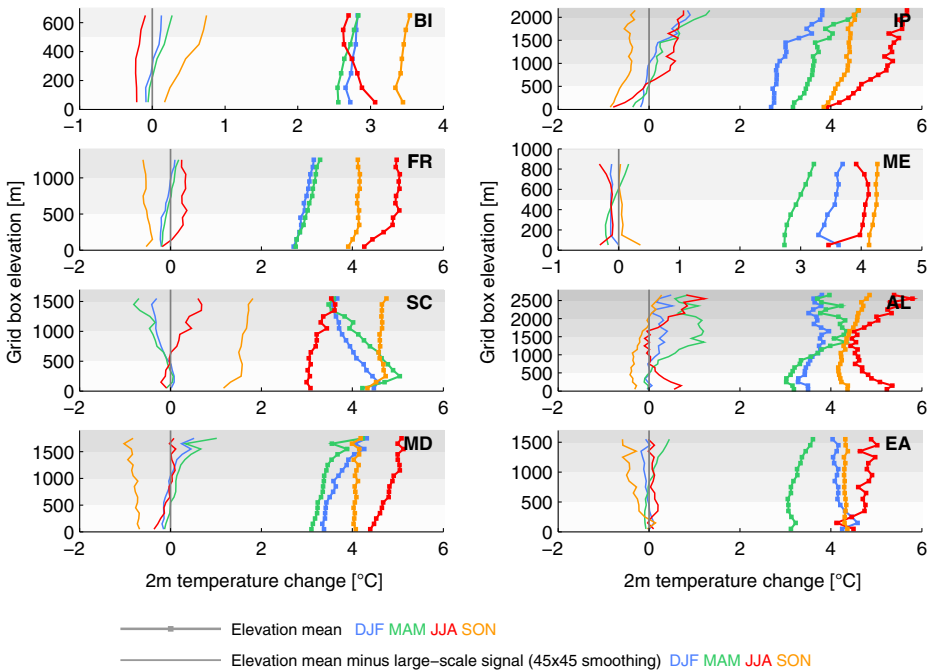 600
400
200
0
BI
−1 0 1 2 3 4
2000
1500
1000
500
0
IP
−2 0 2 4 6
1000
500
0
FR
−2 0 2 4 6
1000
800
600
400
200
0
ME
−1 0 1 2 3 4 5
1500
1000
500
0
SC
−2 0 2 4 6
2500
2000
1500
1000
500
0
AL
−2 0 2 4 6
1500
1000
500
0
MD
−2 0 2 4 6
1500
1000
500
0
EA
−2 0 2 4 6
Grid box elevation [m]
Grid box elevation [m]
2m temperature change [°C]
2m temperature change [°C]
Elevation mean DJF MAM JJA SON
Elevation mean minus large−scale signal (45x45 smoothing) DJF MAM JJA SON